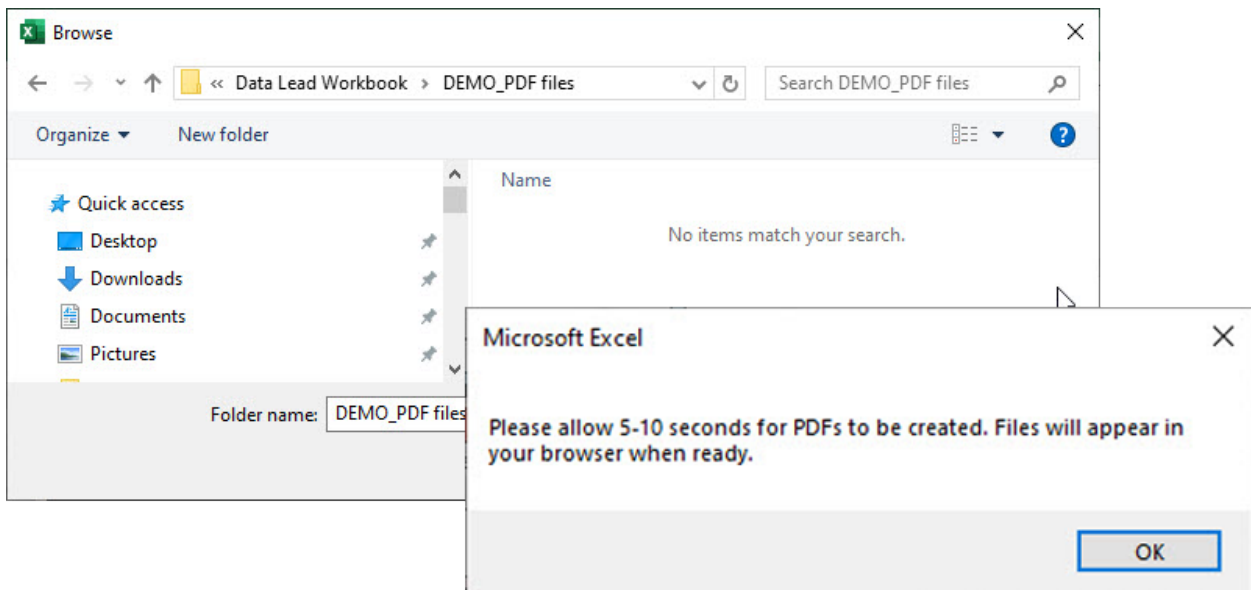 Browse
« Data Lead Workbook > DEMO_PDF files
Search DEMO_PDF files
Organize
New folder
?
Name
Quick access
No items match your search.
Desktop
Downloads
Documents
Pictures
Folder name: DEMO_PDF files
Microsoft Excel
Please allow 5-10 seconds for PDFs to be created. Files will appear in
your browser when ready.
OK